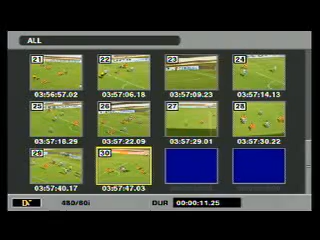 ALL
21 22 23 24
03:56:57.02 03:57:06.18 03:57:09.23 03:57:14.13
25 26 27 28
03:57:18.29 03:57:22.09 03:57:29.01 03:57:30.22
29 30
03:57:40.17 03:57:47.03
DV 480/60i DUR 00:00:11.25